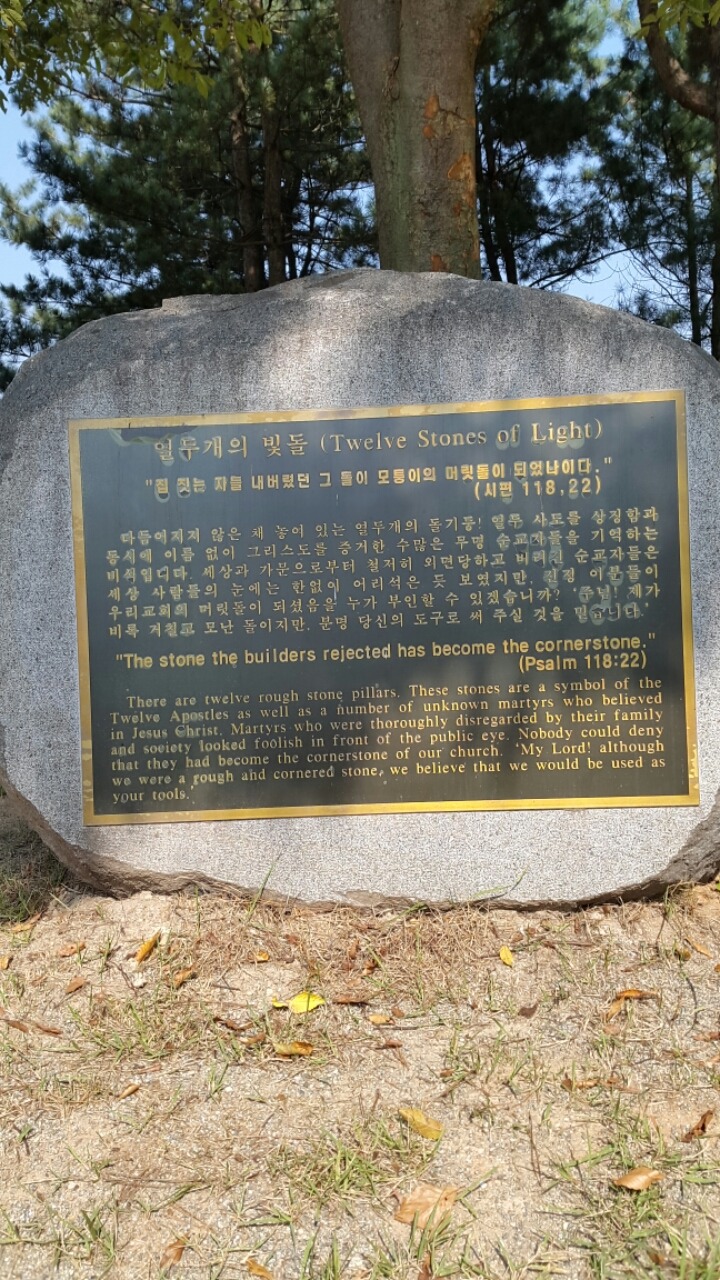 열두개의 빛돌 (Twelve Stones of Light)
"집 짓는 자들 내버렸던 그 돌이 모퉁이의 머릿돌이 되었나이다."
(시편 118,22)
다듬어지지 않은 채 놓여 있는 열두개의 돌기둥! 열두 사도를 상징함과
동시에 이름 없이 그리스도를 증거한 수많은 무명 순교자들을 기억하는
비석입니다. 세상과 가문으로부터 철저히 외면당하고 버려진 순교자들은
세상 사람들의 눈에는 한없이 어리석은 듯 보였지만, 진정 이분들이
우리교회의 머릿돌이 되셨음을 누가 부인할 수 있겠습니까? '주님! 제가
비록 거칠고 모난 돌이지만, 분명 당신의 도구로 써 주실 것을 믿습니다.'
"The stone the builders rejected has become the cornerstone."
(Psalm 118:22)
There are twelve rough stone pillars. These stones are a symbol of the
Twelve Apostles as well as a number of unknown martyrs who believed
in Jesus Christ. Martyrs who were thoroughly disregarded by their family
and society looked foolish in front of the public eye. Nobody could deny
that they had become the cornerstone of our church. 'My Lord! although
we were a rough and cornered stone, we believe that we would be used as
your tools.'